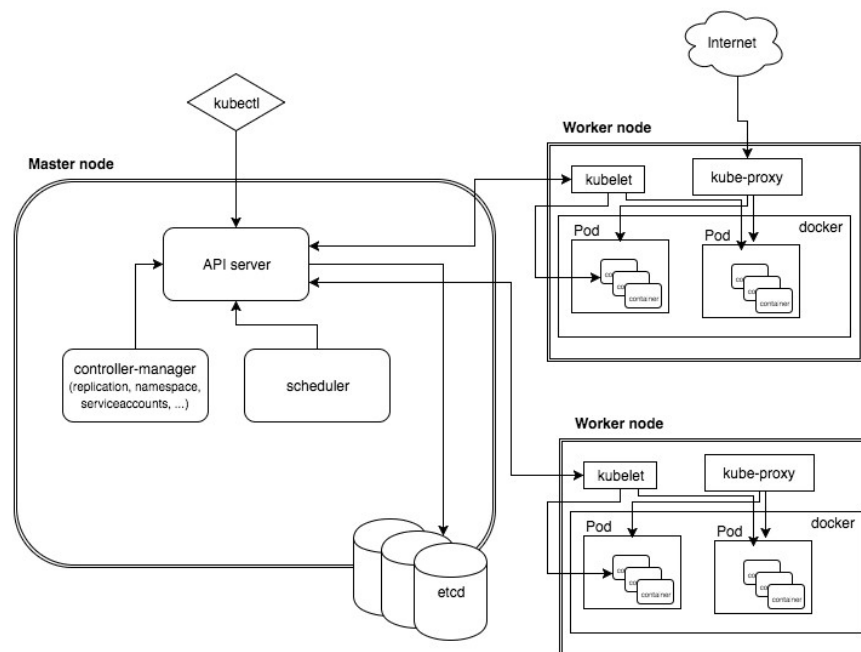 Internet
kubectl
Worker node
Master node
kubelet
kube-proxy
docker
Pod
Pod
API server
container
container
controller-manager
(replication, namespace,
serviceaccounts, ...)
scheduler
Worker node
kubelet
kube-proxy
docker
Pod
Pod
container
container
etcd